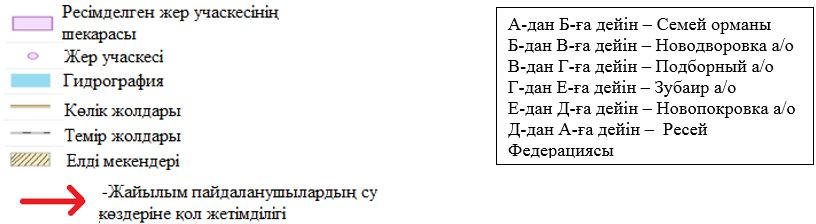 Ресімделген жер учаскесінің
шекарасы
Жер учаскесі
Гидрография
Көлік жолдары
Темір жолдары
Елді мекендері
-Жайылым пайдаланушылардың су
көздеріне қол жетімділігі
А-дан Б-ға дейін – Семей орманы
Б-дан В-ға дейін – Новодворовка а/о
В-дан Г-ға дейін – Подборный а/о
Г-дан Е-ға дейін – Зубаир а/о
Е-дан Д-ға дейін – Новопокровка а/о
Д-дан А-ға дейін – Ресей
Федерациясы